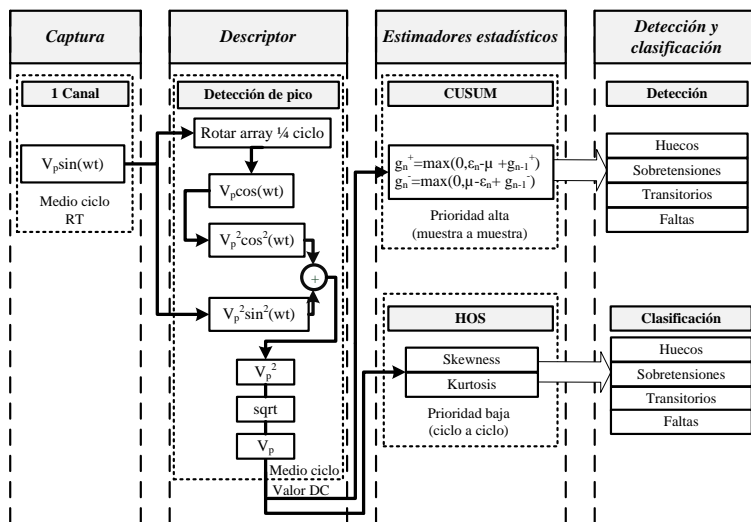 Captura
1 Canal
Vpsin(wt)
Medio ciclo
RT
Descriptor
Detección de pico
Rotar array ¼ ciclo
Vpcos(wt)
Vp²cos²(wt)
+
Vp²sin²(wt)
Vp²
sqrt
Vp
Medio ciclo
Valor DC
Estimadores estadísticos
CUSUM
gn⁺=max(0,εn-μ +gn-1⁺)
gn⁻=max(0,μ-εn+ gn-1⁻)
Prioridad alta
(muestra a muestra)
HOS
Skewness
Kurtosis
Prioridad baja
(ciclo a ciclo)
Detección y
clasificación
Detección
Huecos
Sobretensiones
Transitorios
Faltas
Clasificación
Huecos
Sobretensiones
Transitorios
Faltas